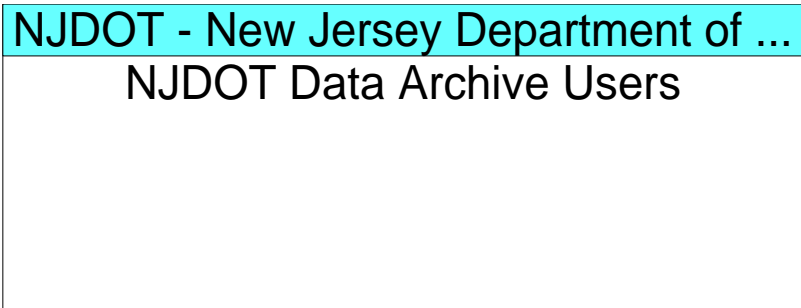 NJDOT - New Jersey Department of ...
NJDOT Data Archive Users